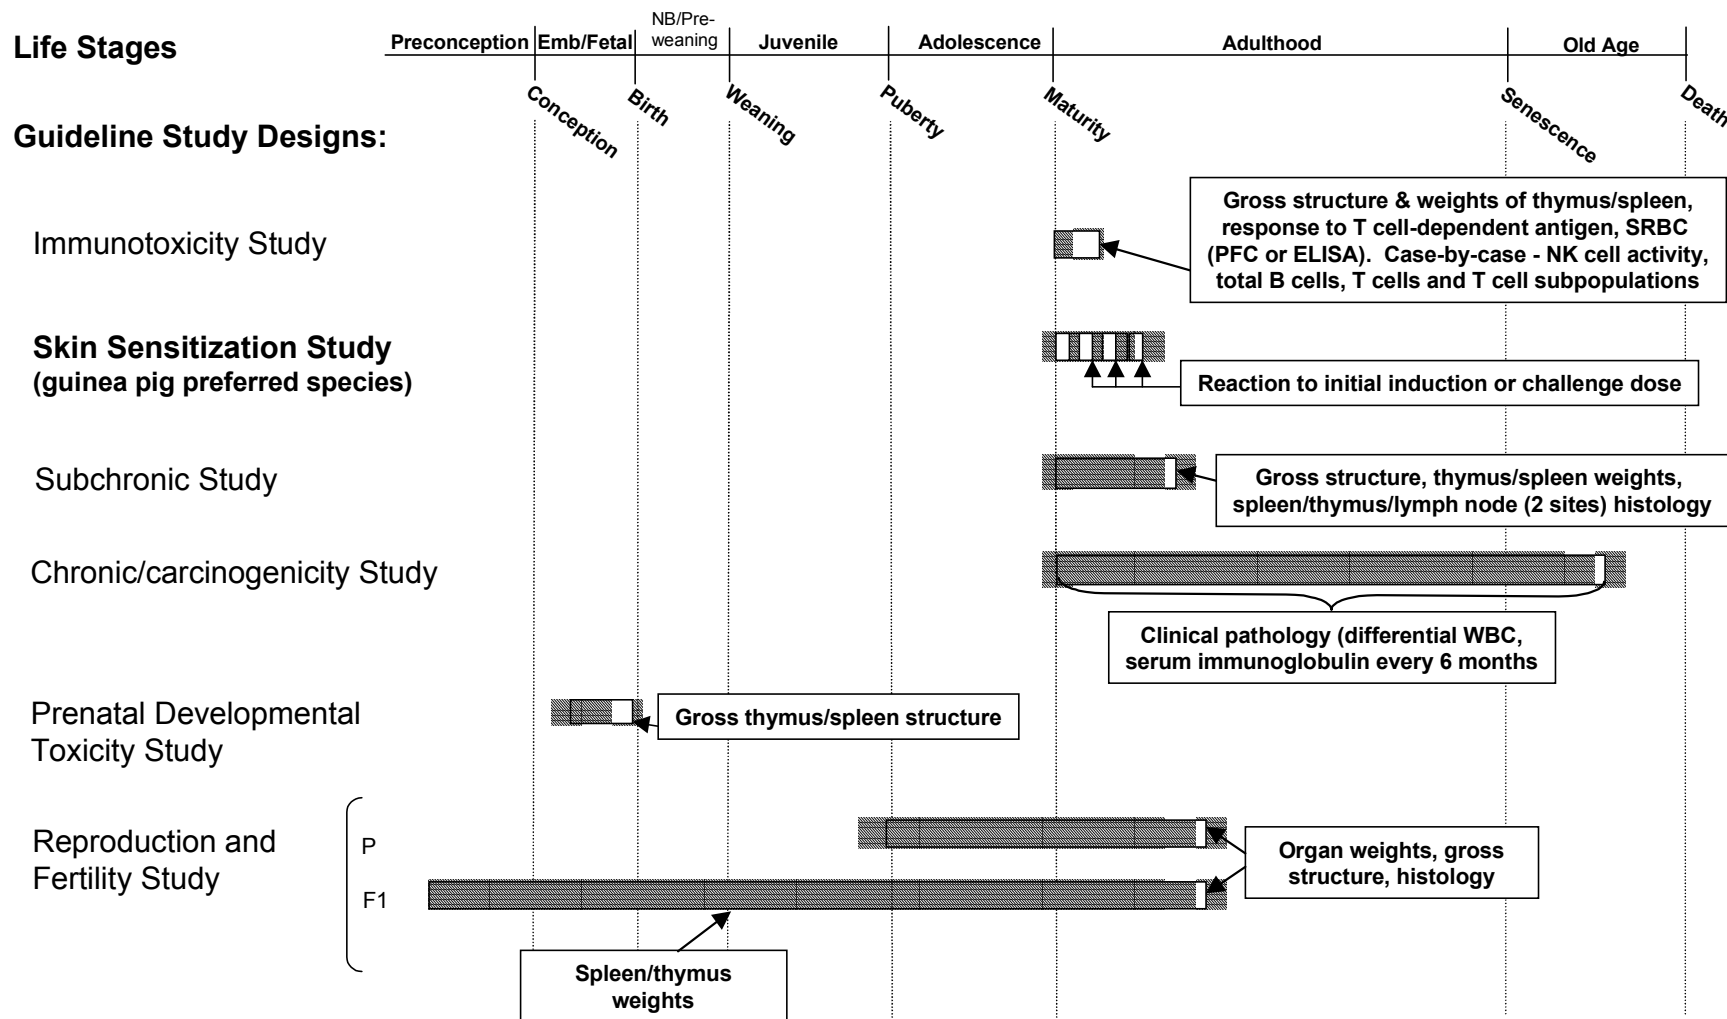 NB/Pre-
weaning
Life Stages
Preconception
Emb/Fetal
Juvenile
Adolescence
Adulthood
Old Age
Conception
Birth
Weaning
Puberty
Maturity
Senescence
Death
Guideline Study Designs:
Immunotoxicity Study
Gross structure & weights of thymus/spleen,
response to T cell-dependent antigen, SRBC
(PFC or ELISA). Case-by-case - NK cell activity,
total B cells, T cells and T cell subpopulations
Skin Sensitization Study
(guinea pig preferred species)
Reaction to initial induction or challenge dose
Subchronic Study
Gross structure, thymus/spleen weights,
spleen/thymus/lymph node (2 sites) histology
Chronic/carcinogenicity Study
Clinical pathology (differential WBC,
serum immunoglobulin every 6 months
Prenatal Developmental
Toxicity Study
Gross thymus/spleen structure
Reproduction and
Fertility Study
P
F1
Organ weights, gross
structure, histology
Spleen/thymus
weights